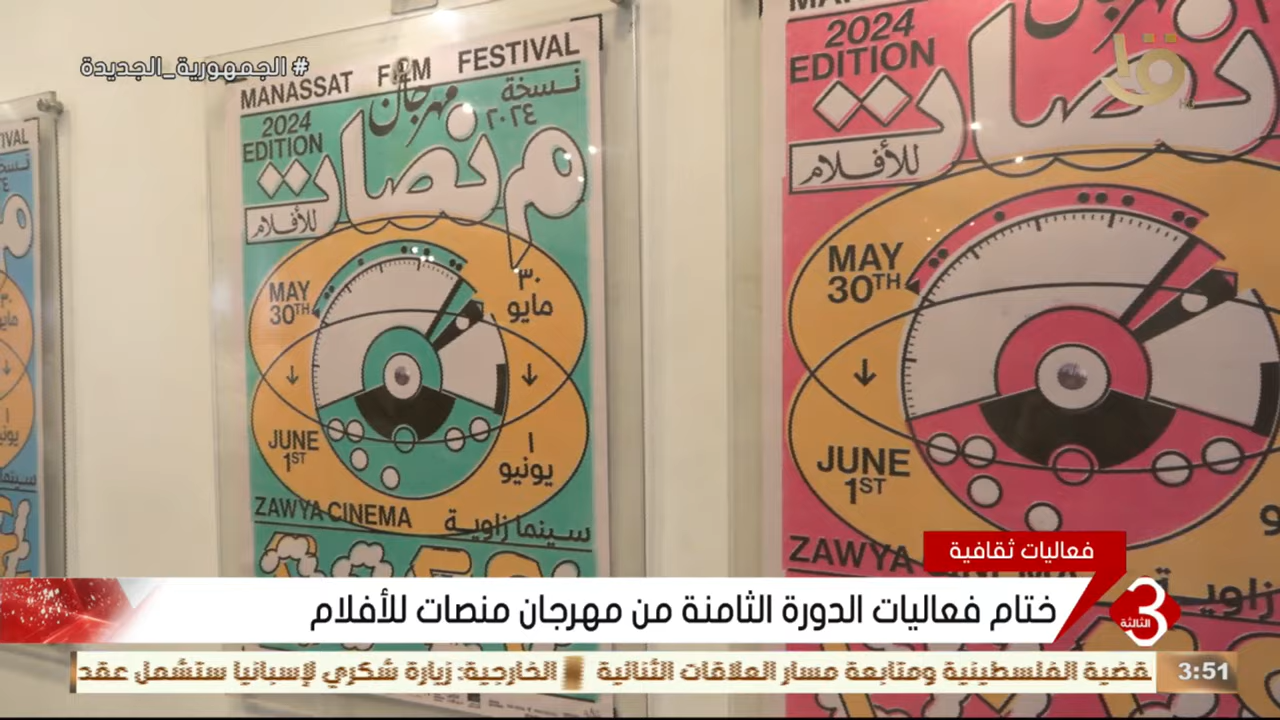 #الجمهورية_الجديدة
MANASSAT FILM FESTIVAL
2024
EDITION
مهرجان
نسخة
٢٠٢٤
منصات
للأفلام
MAY
30TH
٣٠
مايو
JUNE
1ST
١
يونيو
ZAWYA CINEMA
سينما زاوية
2024
EDITION
للأفلام
MAY
30TH
JUNE
1ST
ZAWYA
فعاليات ثقافية
ختام فعاليات الدورة الثامنة من مهرجان منصات للأفلام
3
الثالثة
قضية الفلسطينية ومتابعة مسار العلاقات الثنائية
الخارجية: زيارة شكري لإسبانيا ستشمل عقد
3:51